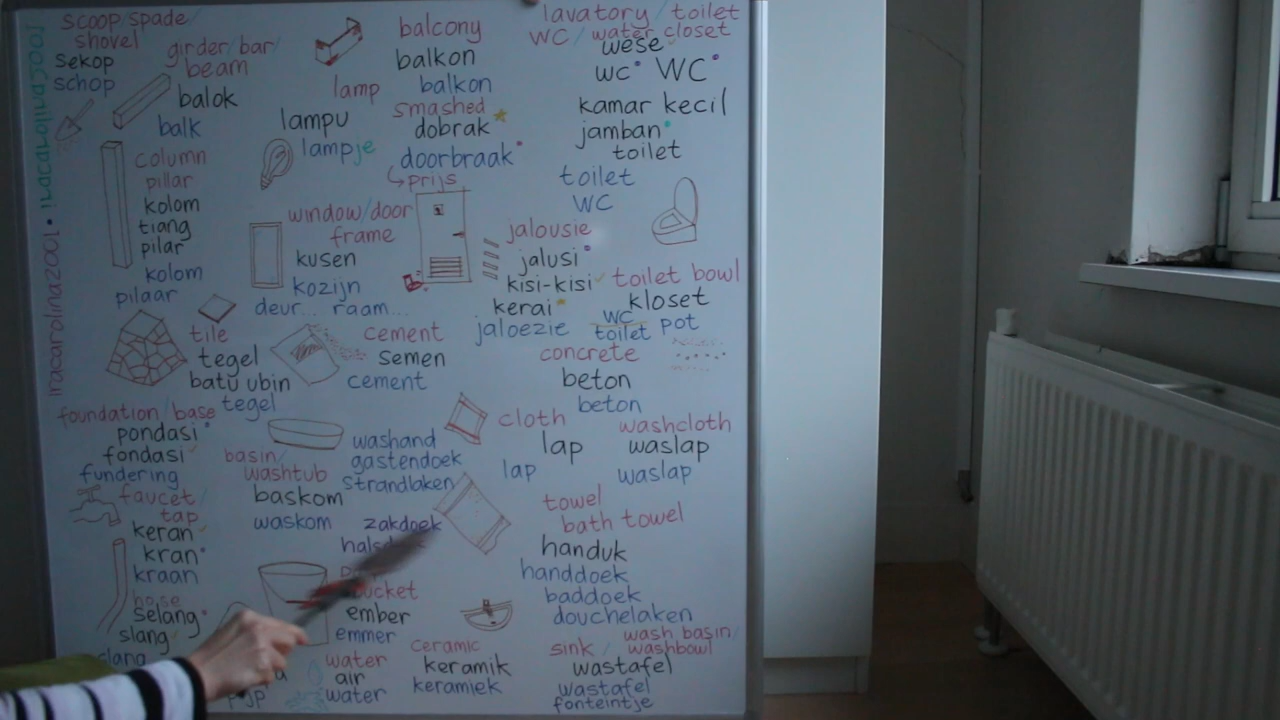 scoop/spade/
shovel
sekop
schop
girder/bar/
beam
balok
balk
lamp
lampu
lampje
balcony
balkon
balkon
smashed
dobrak
doorbraak
prijs
lavatory/toilet
WC/water closet
wese
wc WC
kamar kecil
jamban
toilet
toilet
WC
column
pillar
kolom
tiang
pilar
kolom
pilaar
window/door
frame
kusen
kozijn
deur... raam...
jalousie
jalusi
kisi-kisi
kerai
jaloezie
toilet bowl
kloset
WC
toilet pot
tile
tegel
batu ubin
tegel
cement
semen
cement
concrete
beton
beton
foundation/base
pondasi
fondasi
fundering
basin/
washtub
baskom
waskom
washand
gastendoek
strandlaken
zakdoek
cloth
lap
lap
washcloth
waslap
waslap
faucet/
tap
keran
kran
kraan
towel
bath towel
handuk
handdoek
baddoek
douchelaken
hose
selang
slang
slang
ember
emmer
water
air
water
ceramic
keramik
keramiek
sink / wash basin/
washbowl
wastafel
wastafel
fonteintje
inacarolina2001